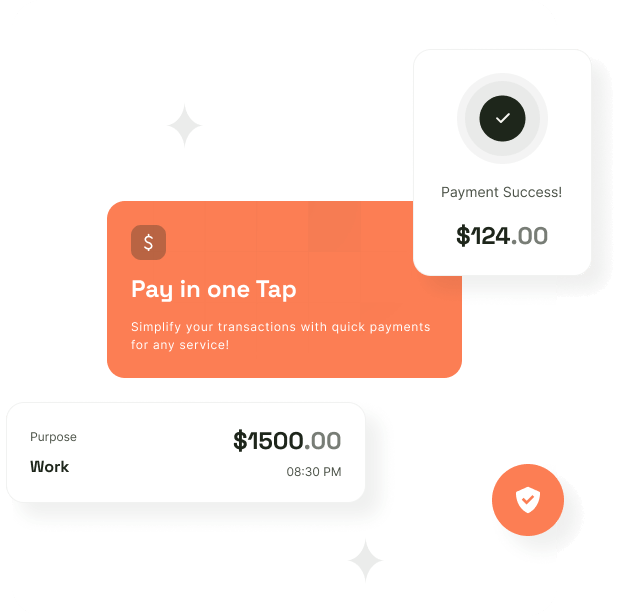 Payment Success!
$124.00
$
Pay in one Tap
Simplify your transactions with quick payments
for any service!
Purpose
$1500.00
Work
08:30 PM